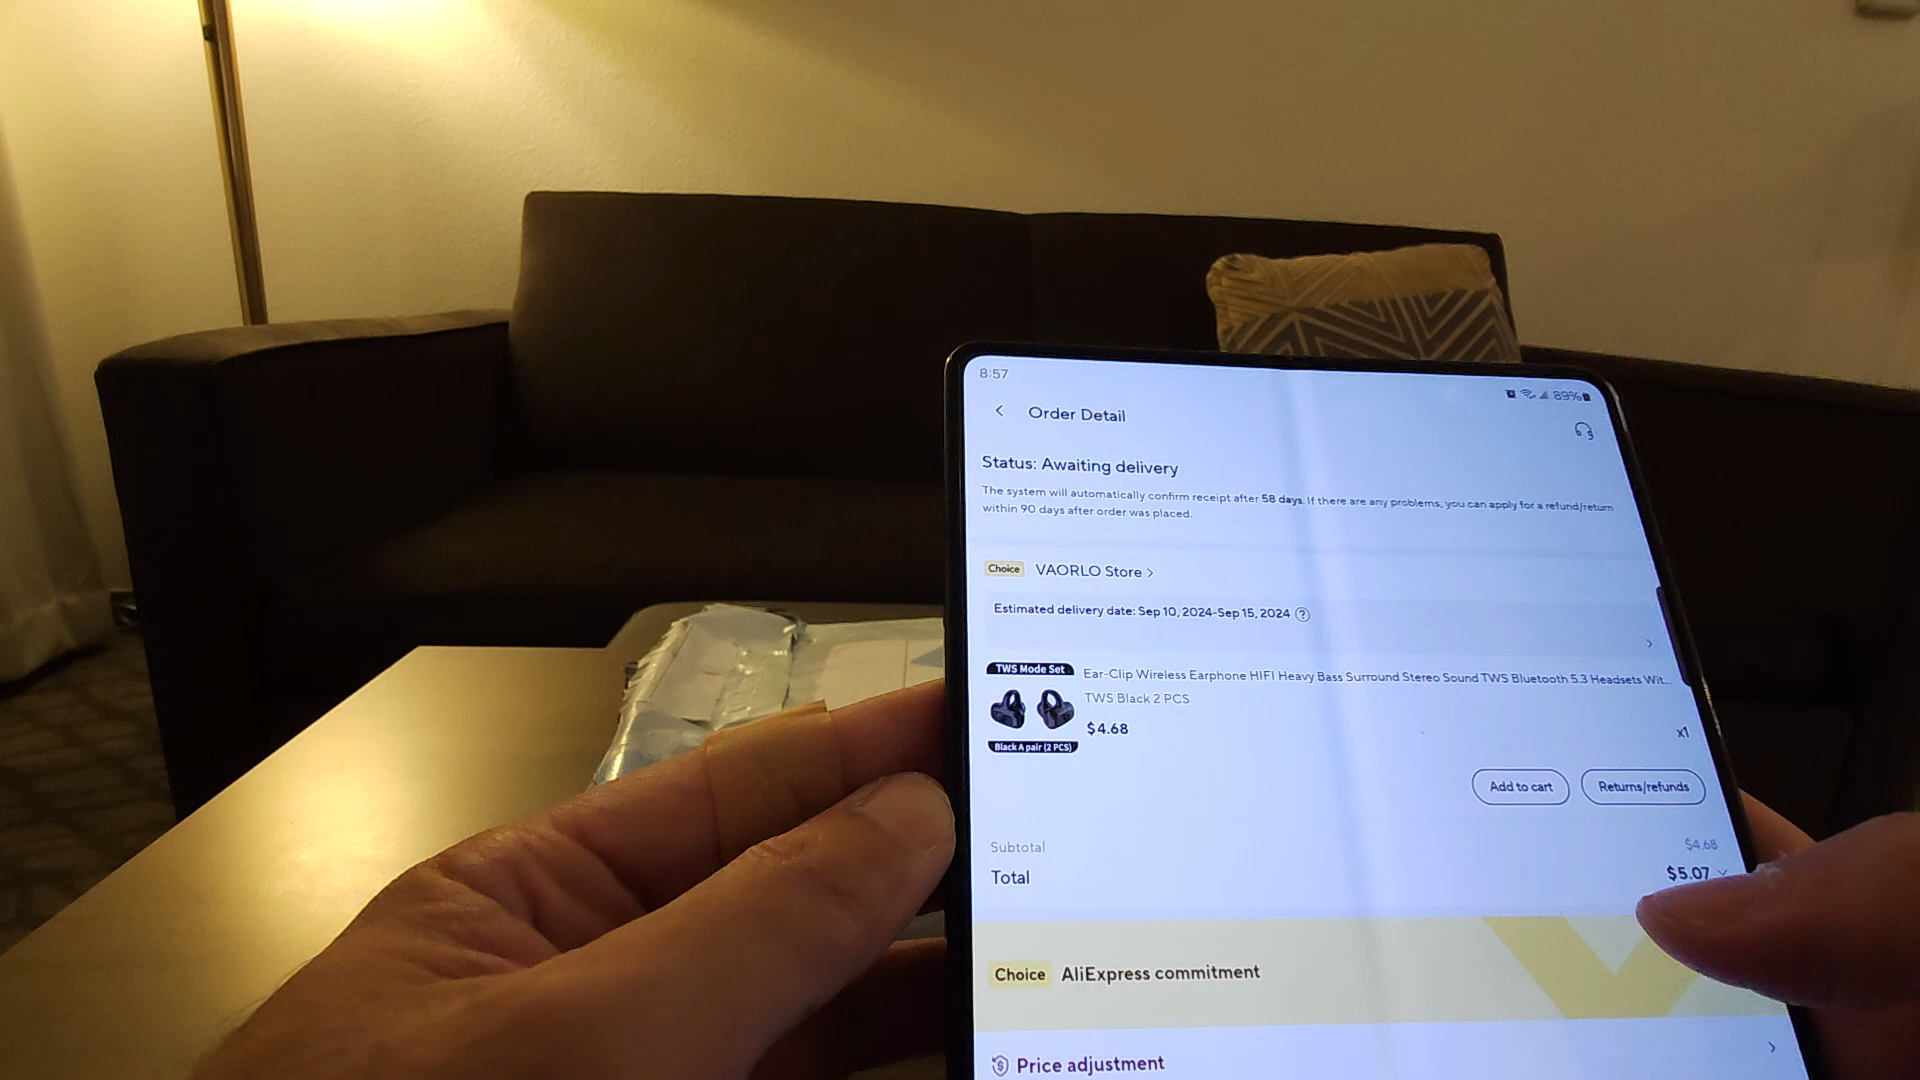 8:57
89%
Order Detail
Status: Awaiting delivery
The system will automatically confirm receipt after 58 days. If there are any problems, you can apply for a refund/return
within 90 days after order was placed.
Choice VAORLO Store >
Estimated delivery date: Sep 10, 2024-Sep 15, 2024 ?
TWS Mode Set
Ear-Clip Wireless Earphone HIFI Heavy Bass Surround Stereo Sound TWS Bluetooth 5.3 Headsets Wit...
TWS Black 2 PCS
$4.68
x1
Black A pair (2 PCS)
Add to cart
Returns/refunds
Subtotal $4.68
Total $5.07
Choice AliExpress commitment
Price adjustment